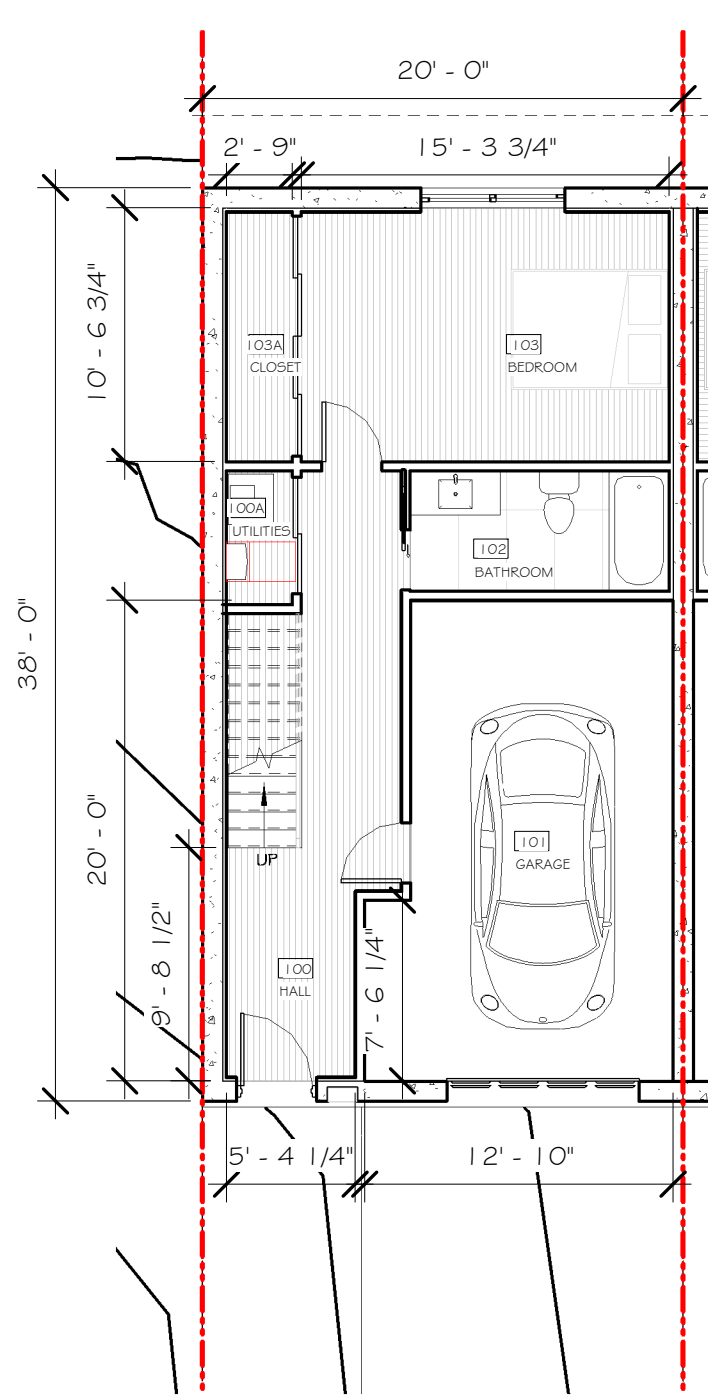 20' - 0"
2' - 9"
15' - 3 3/4"
10' - 6 3/4"
103A
CLOSET
103
BEDROOM
100A
UTILITIES
102
BATHROOM
38' - 0"
20' - 0"
UP
101
GARAGE
9' - 8 1/2"
7' - 6 1/4"
100
HALL
5' - 4 1/4"
12' - 10"